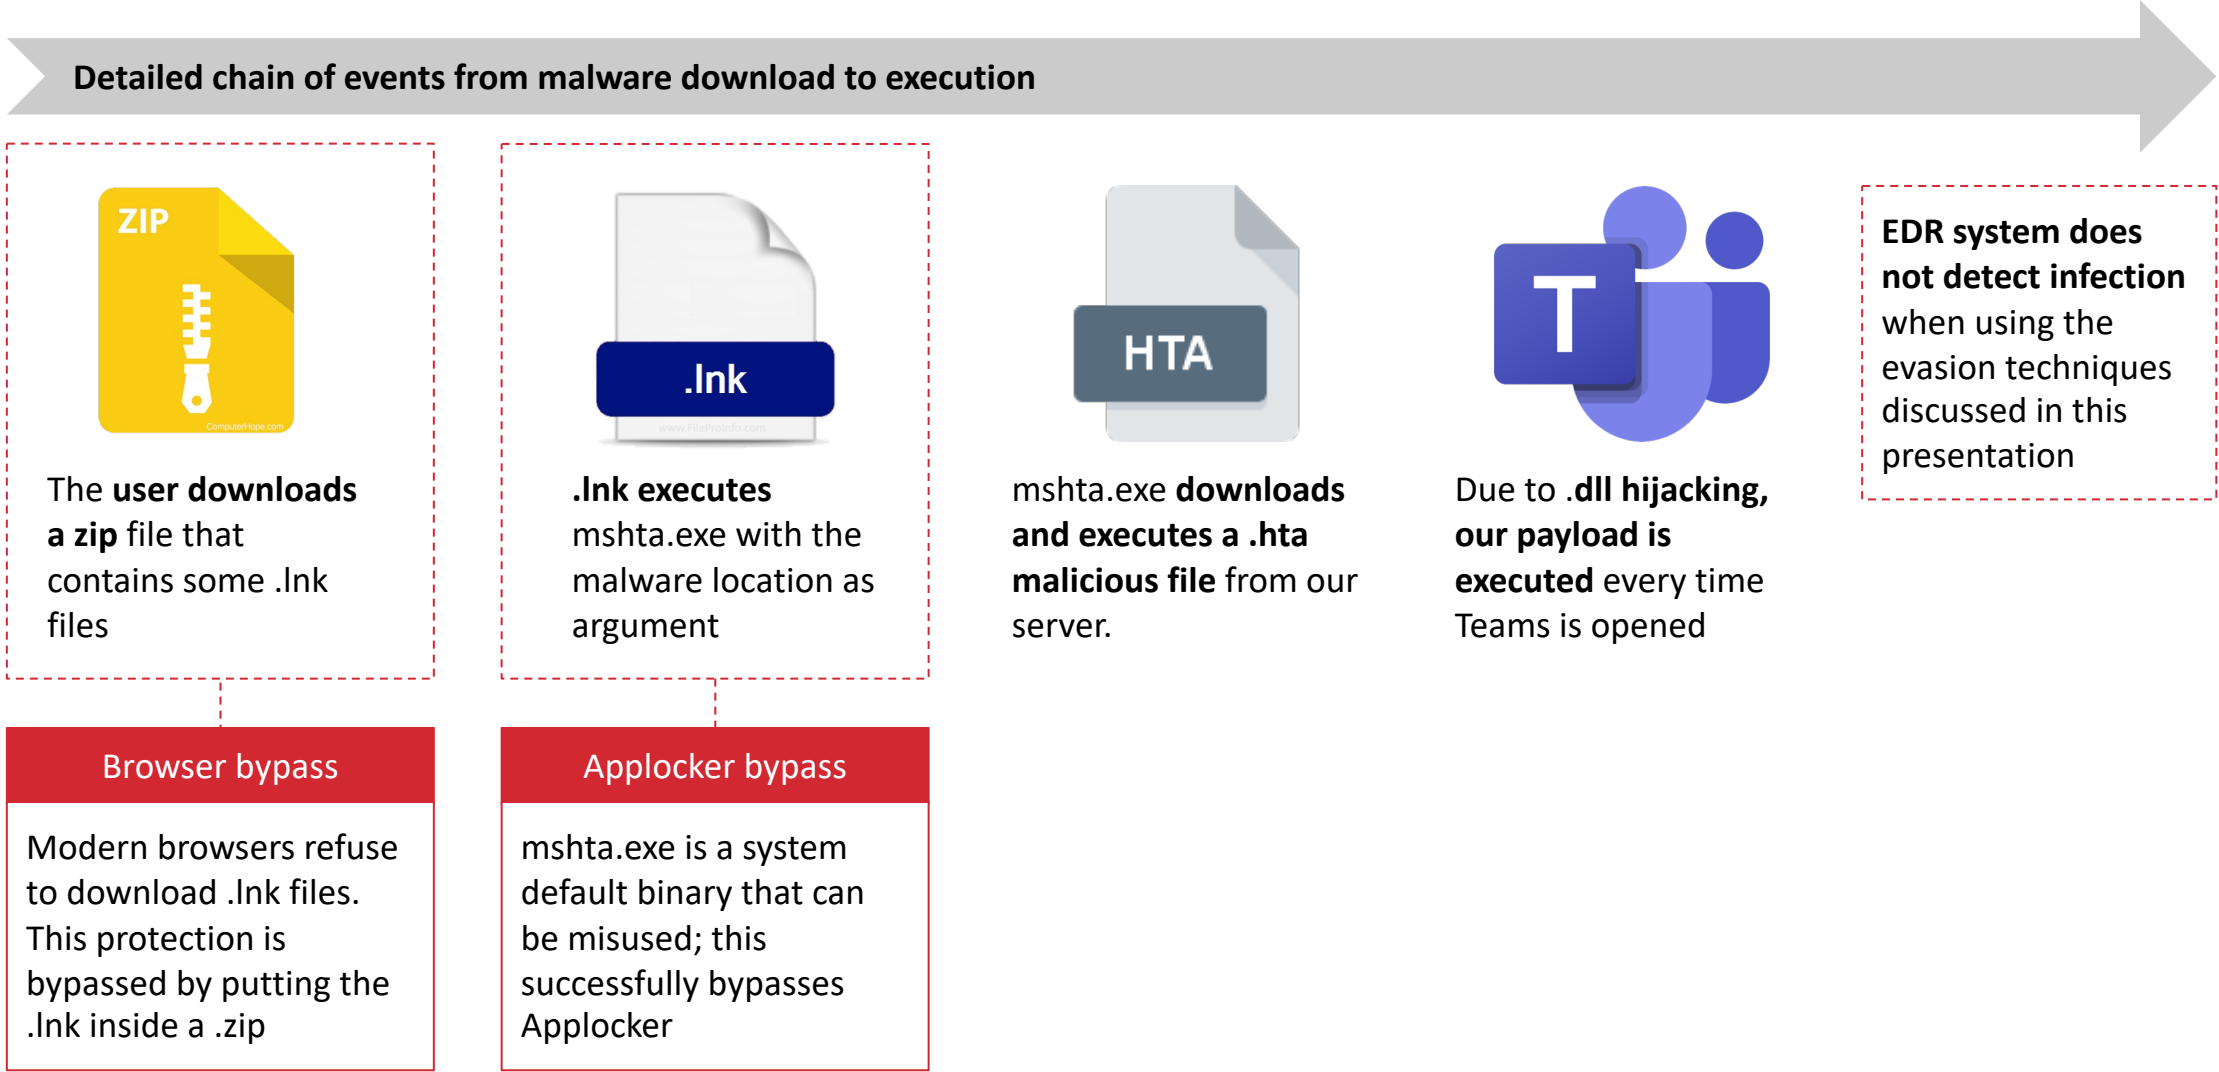 Detailed chain of events from malware download to execution
ZIP
ComputerHope.com
The user downloads
a zip file that
contains some .lnk
files
.lnk
www.FileProInfo.com
.lnk executes
mshta.exe with the
malware location as
argument
HTA
mshta.exe downloads
and executes a .hta
malicious file from our
server.
T
Due to .dll hijacking,
our payload is
executed every time
Teams is opened
EDR system does
not detect infection
when using the
evasion techniques
discussed in this
presentation
Browser bypass
Modern browsers refuse
to download .lnk files.
This protection is
bypassed by putting the
.lnk inside a .zip
Applocker bypass
mshta.exe is a system
default binary that can
be misused; this
successfully bypasses
Applocker